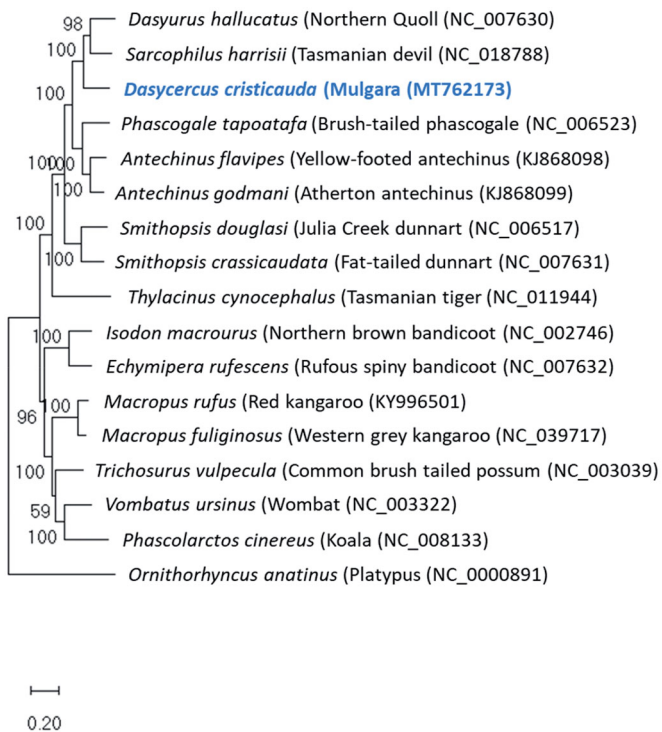 98
Dasyurus hallucatus (Northern Quoll (NC_007630)
100
Sarcophilus harrisii (Tasmanian devil (NC_018788)
100
Dasycercus cristicauda (Mulgara (MT762173)
Phascogale tapoatafa (Brush-tailed phascogale (NC_006523)
100
100
Antechinus flavipes (Yellow-footed antechinus (KJ868098)
100
Antechinus godmani (Atherton antechinus (KJ868099)
100
Smithopsis douglasi (Julia Creek dunnart (NC_006517)
100
Smithopsis crassicaudata (Fat-tailed dunnart (NC_007631)
Thylacinus cynocephalus (Tasmanian tiger (NC_011944)
100
Isodon macrourus (Northern brown bandicoot (NC_002746)
Echymipera rufescens (Rufous spiny bandicoot (NC_007632)
96
100
Macropus rufus (Red kangaroo (KY996501)
Macropus fuliginosus (Western grey kangaroo (NC_039717)
100
Trichosurus vulpecula (Common brush tailed possum (NC_003039)
59
Vombatus ursinus (Wombat (NC_003322)
100
Phascolarctos cinereus (Koala (NC_008133)
Ornithorhyncus anatinus (Platypus (NC_0000891)
0.20